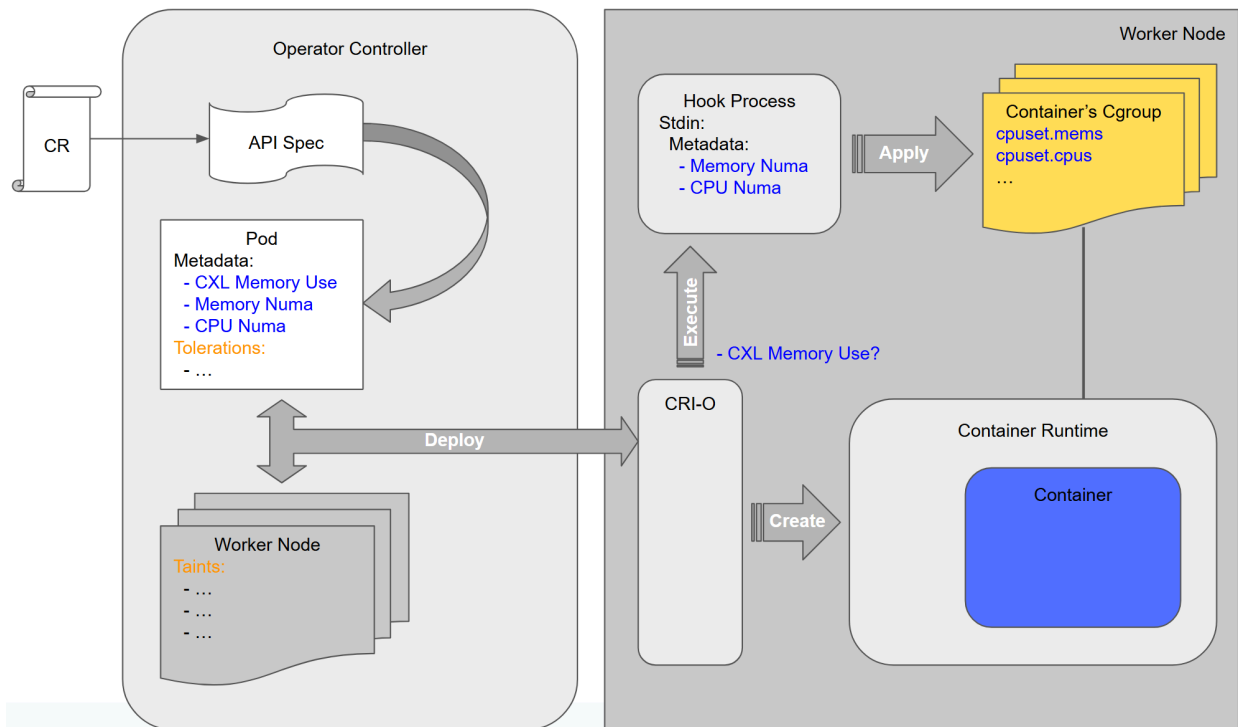 Operator Controller
CR
API Spec
Pod
Metadata:
- CXL Memory Use
- Memory Numa
- CPU Numa
Tolerations:
- …
Deploy
Worker Node
Taints:
- …
- …
- …
Worker Node
Hook Process
Stdin:
Metadata:
- Memory Numa
- CPU Numa
Apply
Container's Cgroup
cpuset.mems
cpuset.cpus
…
Execute
- CXL Memory Use?
CRI-O
Create
Container Runtime
Container